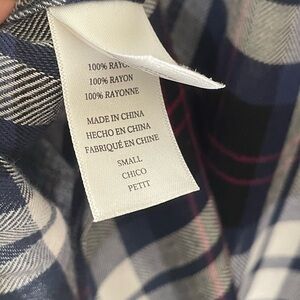 100% RAYON
100% RAYON
100% RAYONNE
MADE IN CHINA
HECHO EN CHINA
FABRIQUÉ EN CHINE
SMALL
CHICO
PETIT